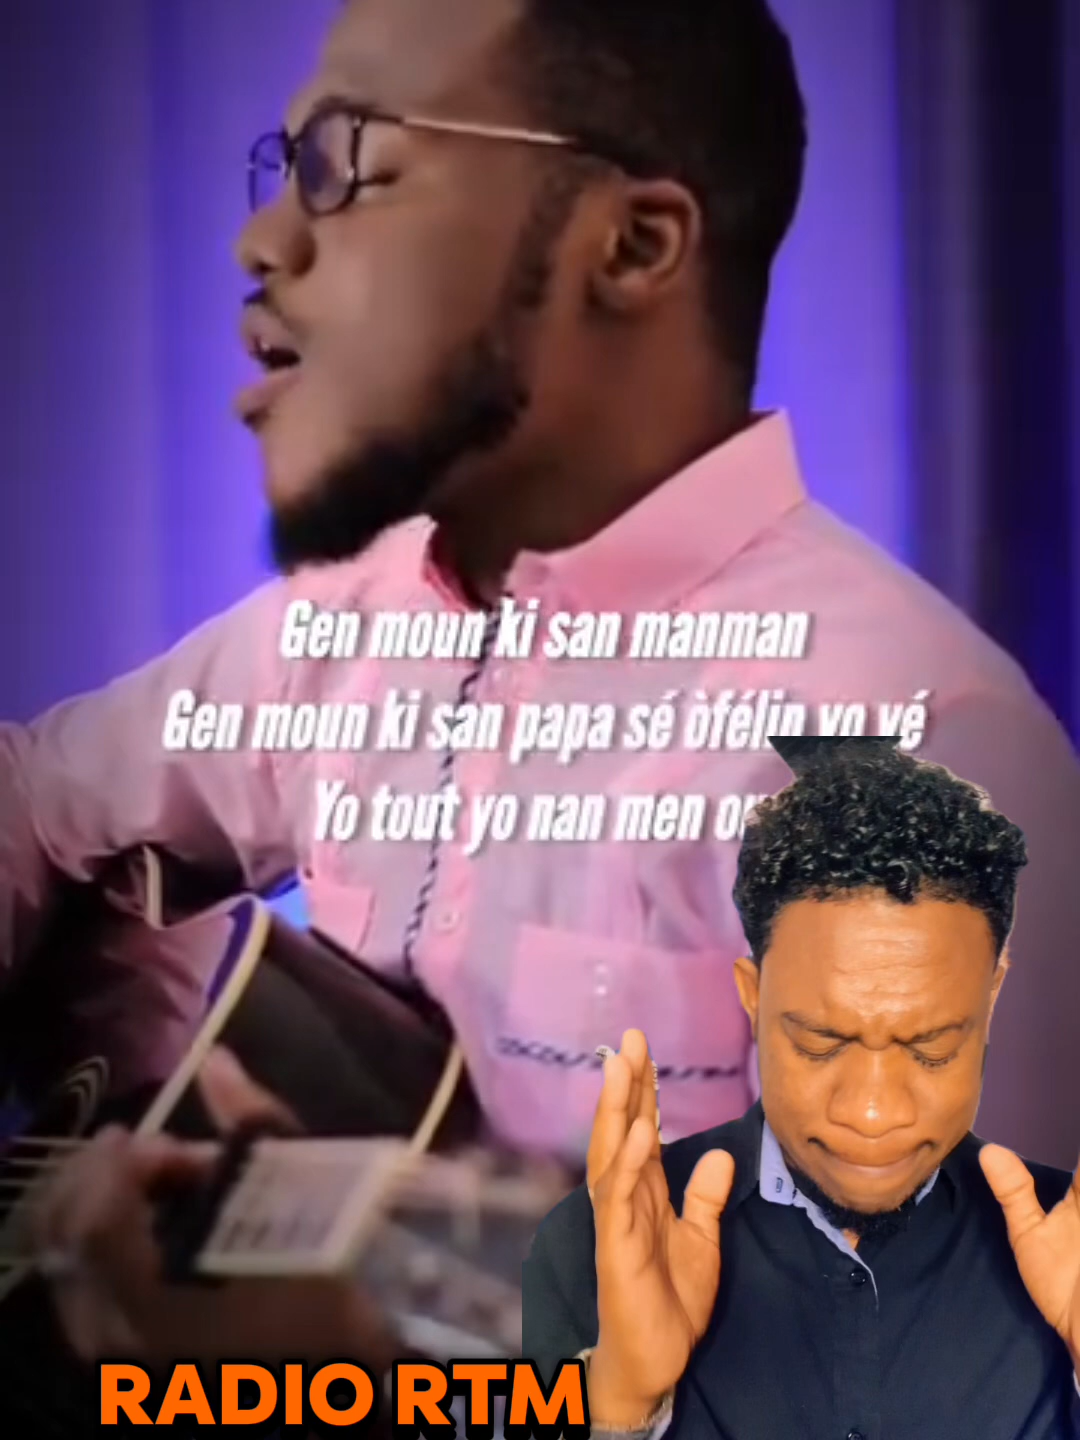 Gen moun ki san manman
Gen moun ki san papa sé òfélin yo yé
Yo tout yo nan men
RADIO RTM